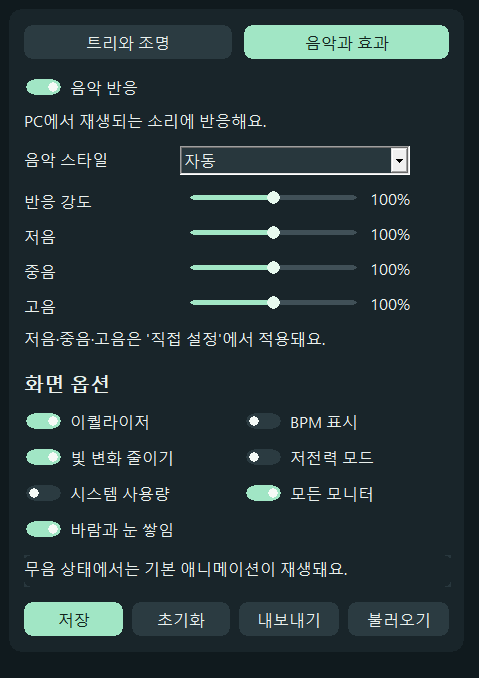 트리와 조명 음악과 효과
음악 반응
PC에서 재생되는 소리에 반응해요.
음악 스타일 자동
반응 강도 100%
저음 100%
중음 100%
고음 100%
저음·중음·고음은 '직접 설정'에서 적용돼요.
화면 옵션
이퀄라이저 BPM 표시
빛 변화 줄이기 저전력 모드
시스템 사용량 모든 모니터
바람과 눈 쌓임
무음 상태에서는 기본 애니메이션이 재생돼요.
저장 초기화 내보내기 불러오기